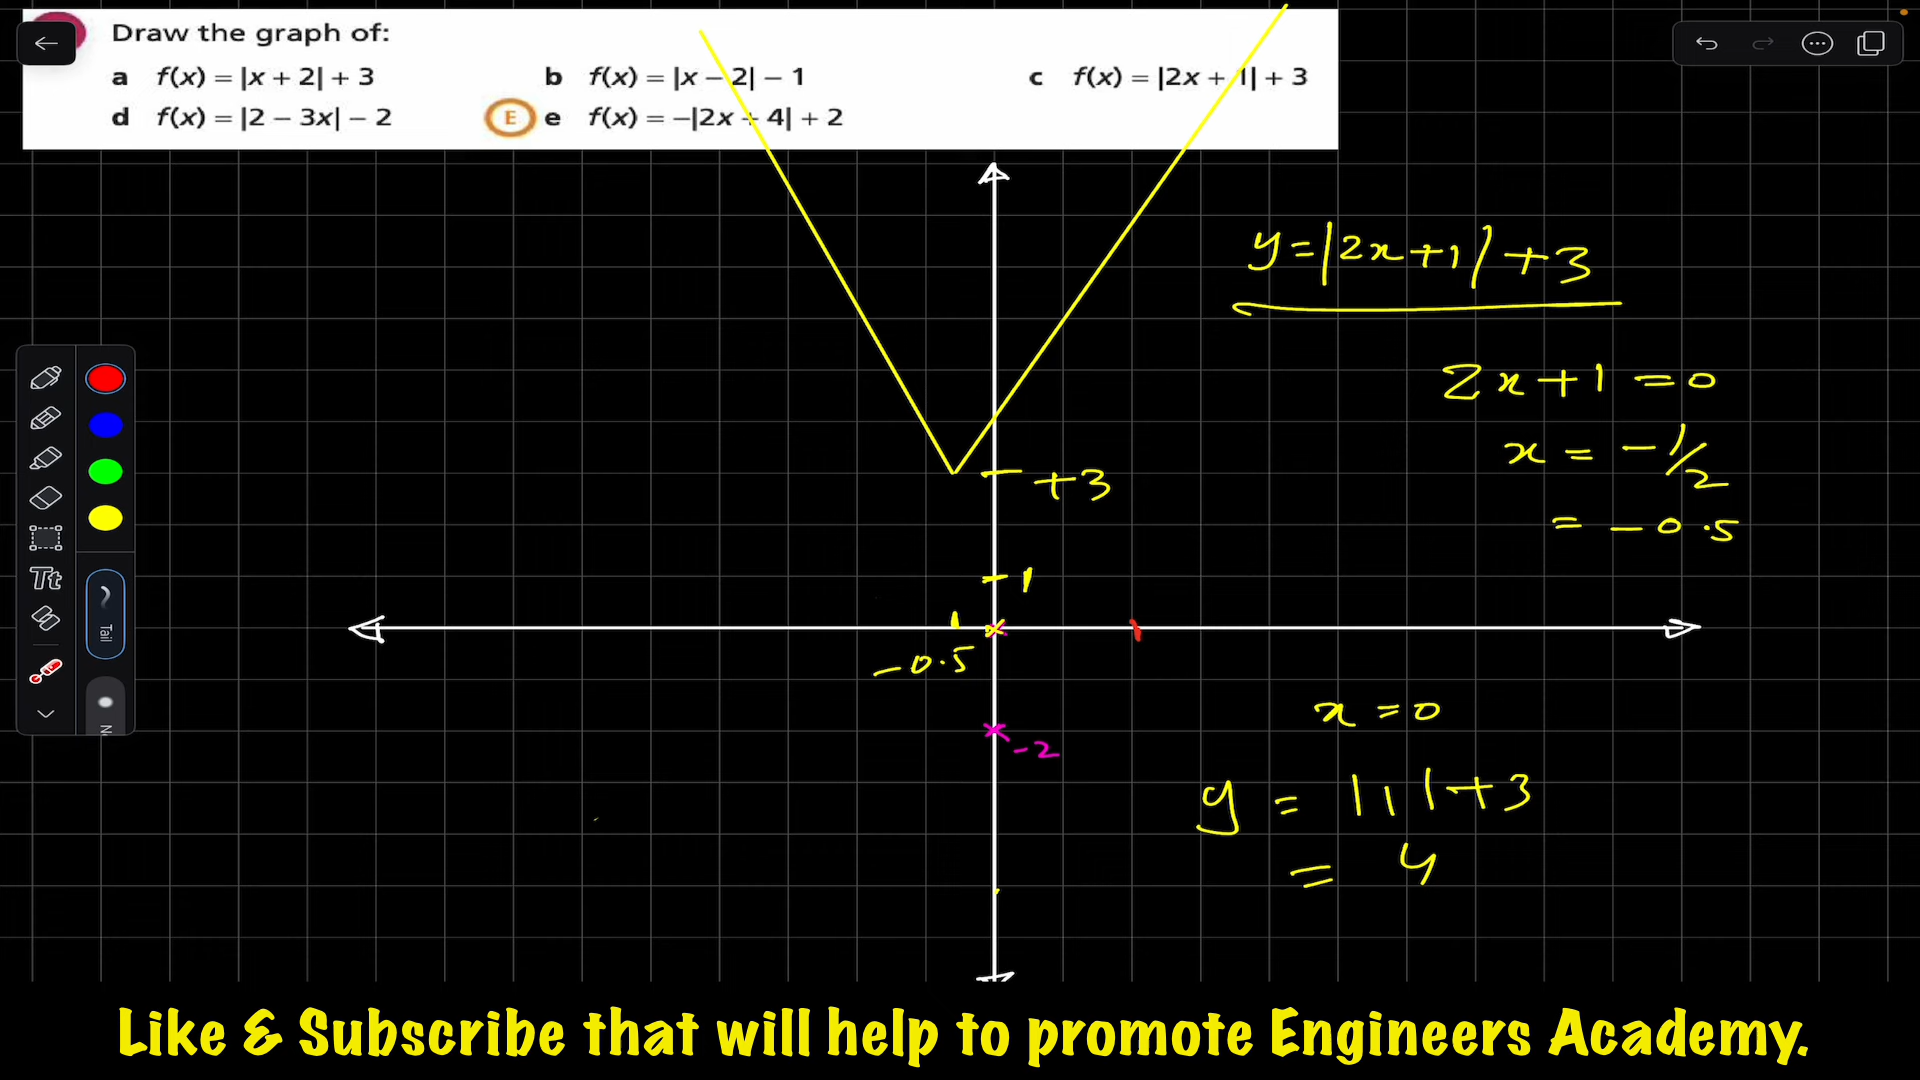 Draw the graph of:
a f(x) = |x + 2| + 3 b f(x) = |x − 2| − 1 c f(x) = |2x + 1| + 3
d f(x) = |2 − 3x| − 2 E e f(x) = −|2x + 4| + 2
y = |2x+1| + 3
2x+1 = 0
x = -1/2
= -0.5
+3
1
-0.5
-2
x = 0
y = |1|+3
= 4
Tt
Tail
Like & Subscribe that will help to promote Engineers Academy.